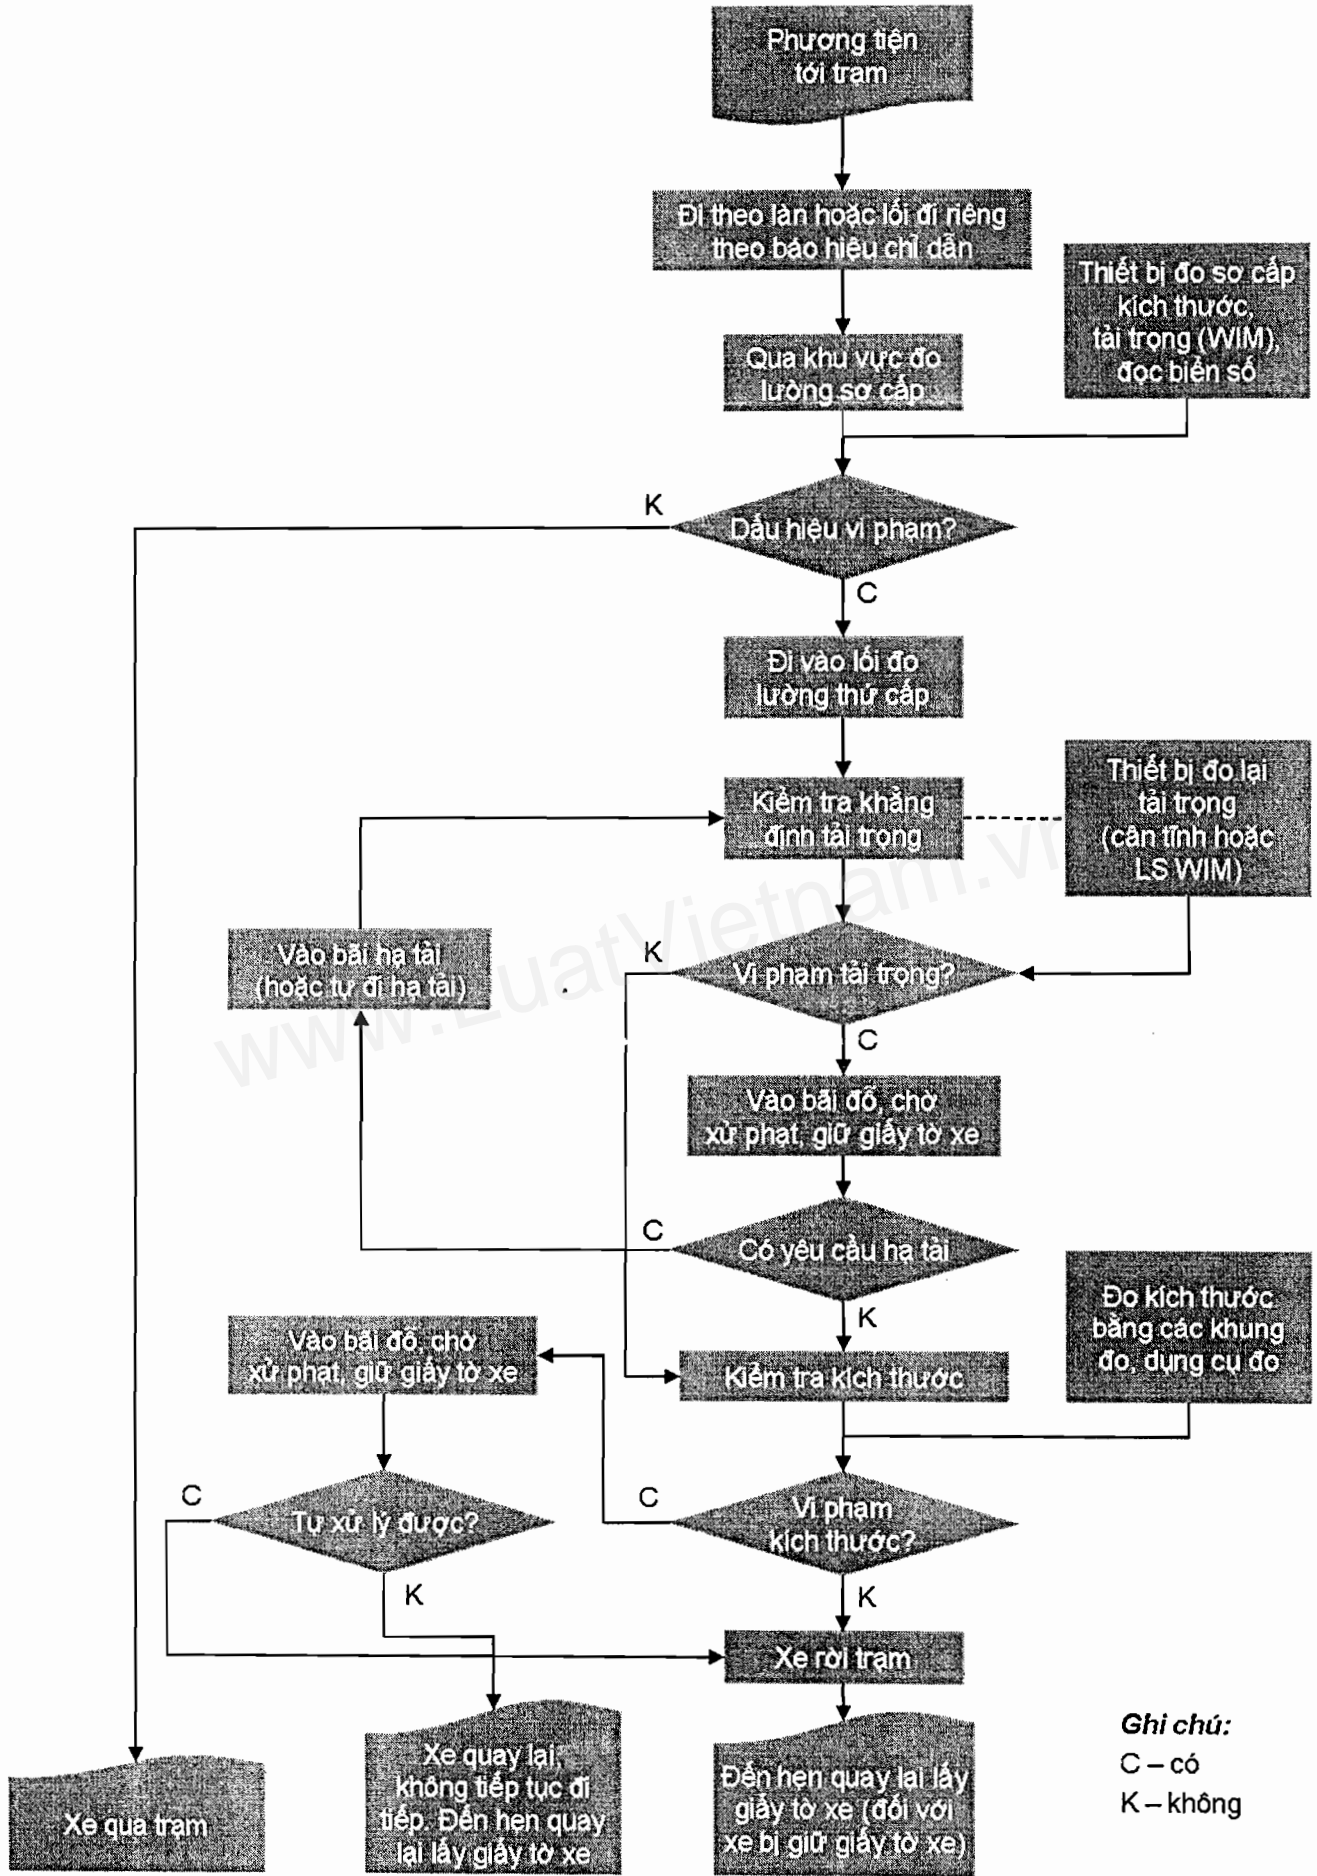 Phương tiện
tới trạm
Đi theo làn hoặc lối đi riêng
theo báo hiệu chỉ dẫn
Thiết bị đo sơ cấp
kích thước,
tải trọng (WIM),
đọc biển số
Qua khu vực đo
lường sơ cấp
K
Dấu hiệu vi phạm?
C
Đi vào lối đo
lường thứ cấp
Kiểm tra khẳng
định tải trọng
Thiết bị đo lại
tải trọng
(cân tĩnh hoặc
LS WIM)
Vào bãi hạ tải
(hoặc tự đi hạ tải)
K
Vi phạm tải trọng?
C
Vào bãi đỗ, chờ
xử phạt, giữ giấy tờ xe
C
Có yêu cầu hạ tải
K
Đo kích thước
bằng các khung
đo, dụng cụ đo
Vào bãi đỗ, chờ
xử phạt, giữ giấy tờ xe
Kiểm tra kích thước
C
Tự xử lý được?
K
C
Vi phạm
kích thước?
K
Xe rời trạm
Xe qua trạm
Xe quay lại,
không tiếp tục đi
tiếp. Đến hẹn quay
lại lấy giấy tờ xe
Đến hẹn quay lại lấy
giấy tờ xe (đối với
xe bị giữ giấy tờ xe)
Ghi chú:
C – có
K – không
www.LuatVietnam.vn